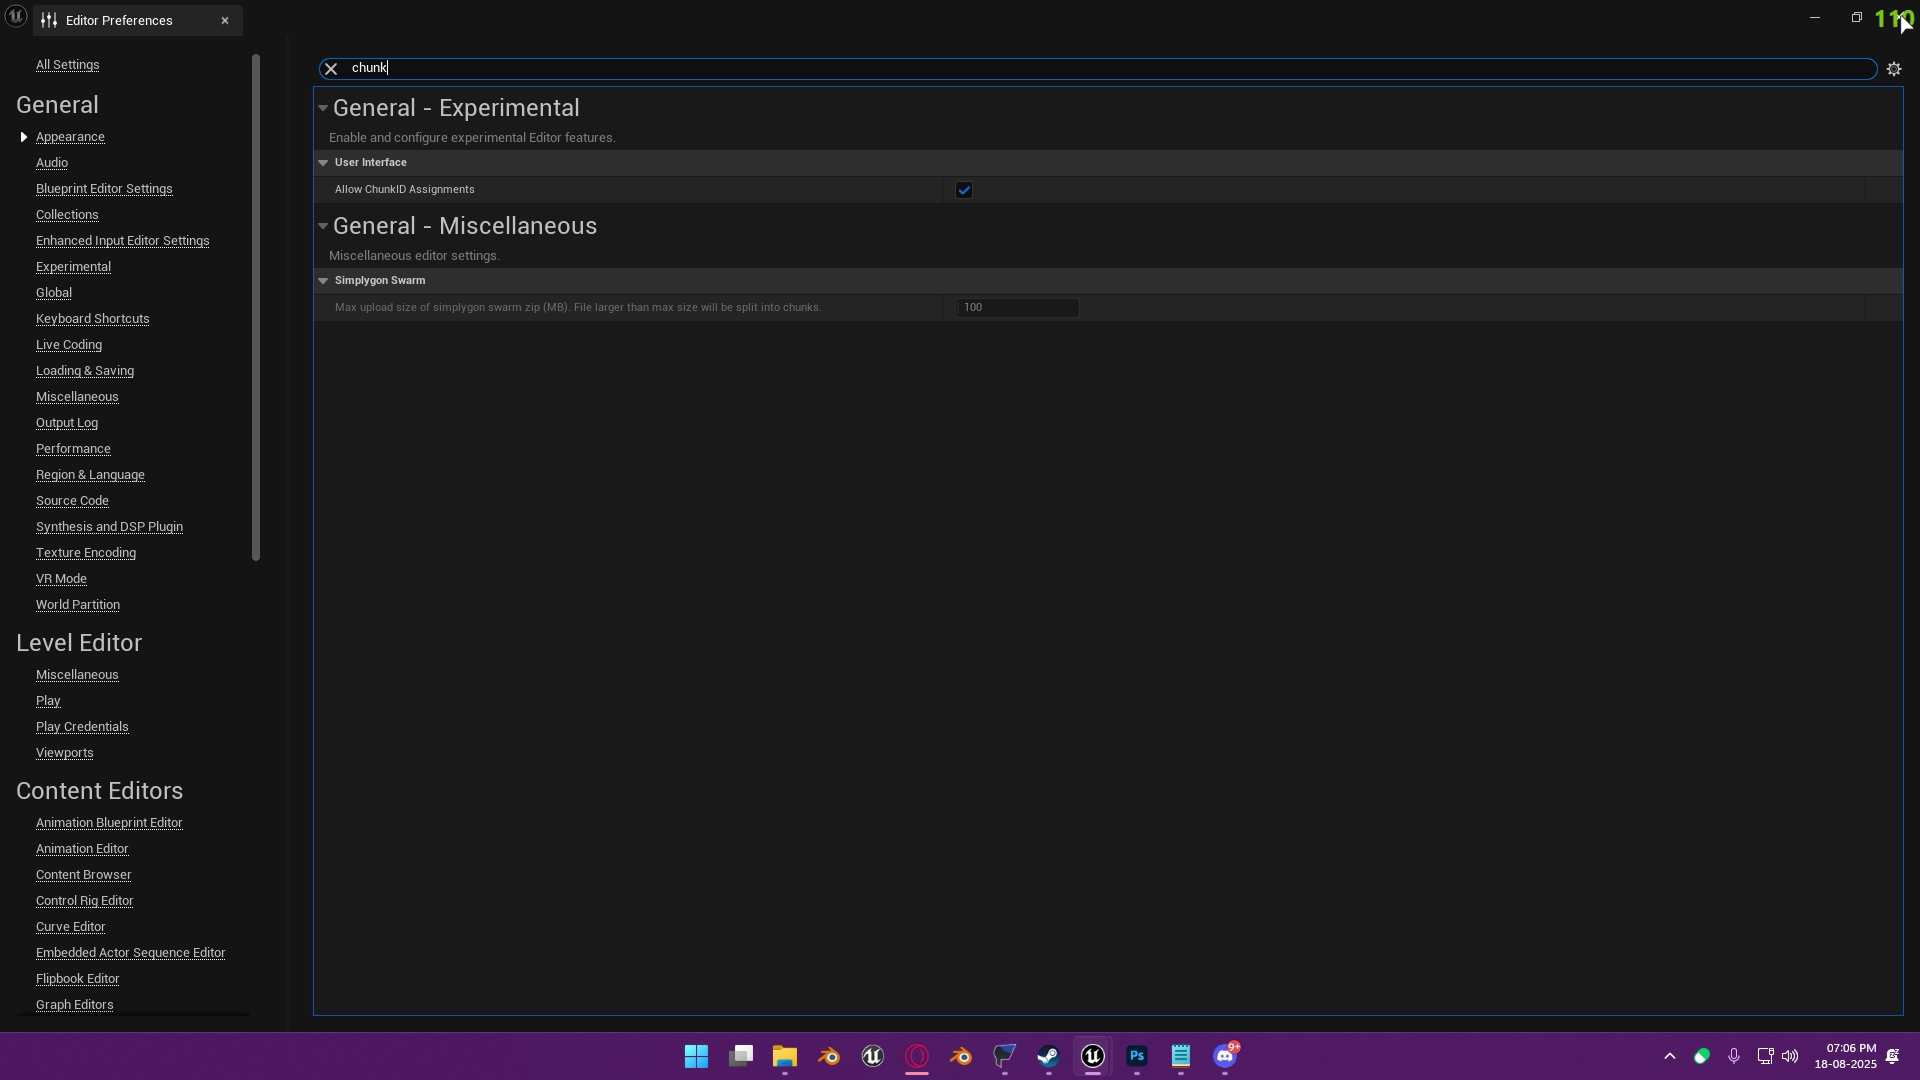 Editor Preferences
110
All Settings
General
Appearance
Audio
Blueprint Editor Settings
Collections
Enhanced Input Editor Settings
Experimental
Global
Keyboard Shortcuts
Live Coding
Loading & Saving
Miscellaneous
Output Log
Performance
Region & Language
Source Code
Synthesis and DSP Plugin
Texture Encoding
VR Mode
World Partition
Level Editor
Miscellaneous
Play
Play Credentials
Viewports
Content Editors
Animation Blueprint Editor
Animation Editor
Content Browser
Control Rig Editor
Curve Editor
Embedded Actor Sequence Editor
Flipbook Editor
Graph Editors
chunk
General - Experimental
Enable and configure experimental Editor features.
User Interface
Allow ChunkID Assignments
General - Miscellaneous
Miscellaneous editor settings.
Simplygon Swarm
Max upload size of simplygon swarm zip (MB). File larger than max size will be split into chunks.
100
Ps
9+
07:06 PM
18-08-2025